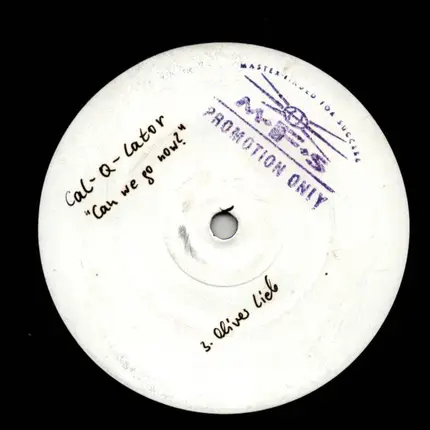 MASTERMINDED FOR SUCCESS
M.F.S
PROMOTION ONLY
Cal-Q-Lator
"Can we go now?"
3. Oliver Lieb